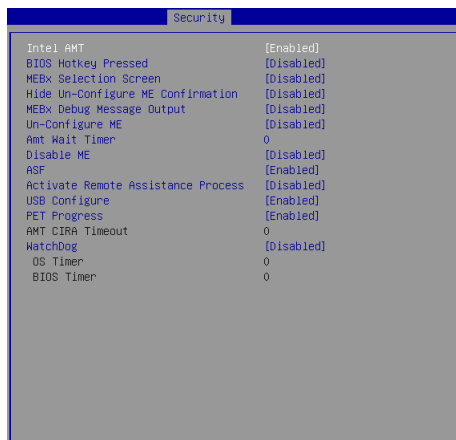 Security
Intel AMT [Enabled]
BIOS Hotkey Pressed [Disabled]
MEBx Selection Screen [Disabled]
Hide Un-Configure ME Confirmation [Disabled]
MEBx Debug Message Output [Disabled]
Un-Configure ME [Disabled]
Amt Wait Timer 0
Disable ME [Disabled]
ASF [Enabled]
Activate Remote Assistance Process [Disabled]
USB Configure [Enabled]
PET Progress [Enabled]
AMT CIRA Timeout 0
WatchDog [Disabled]
OS Timer 0
BIOS Timer 0